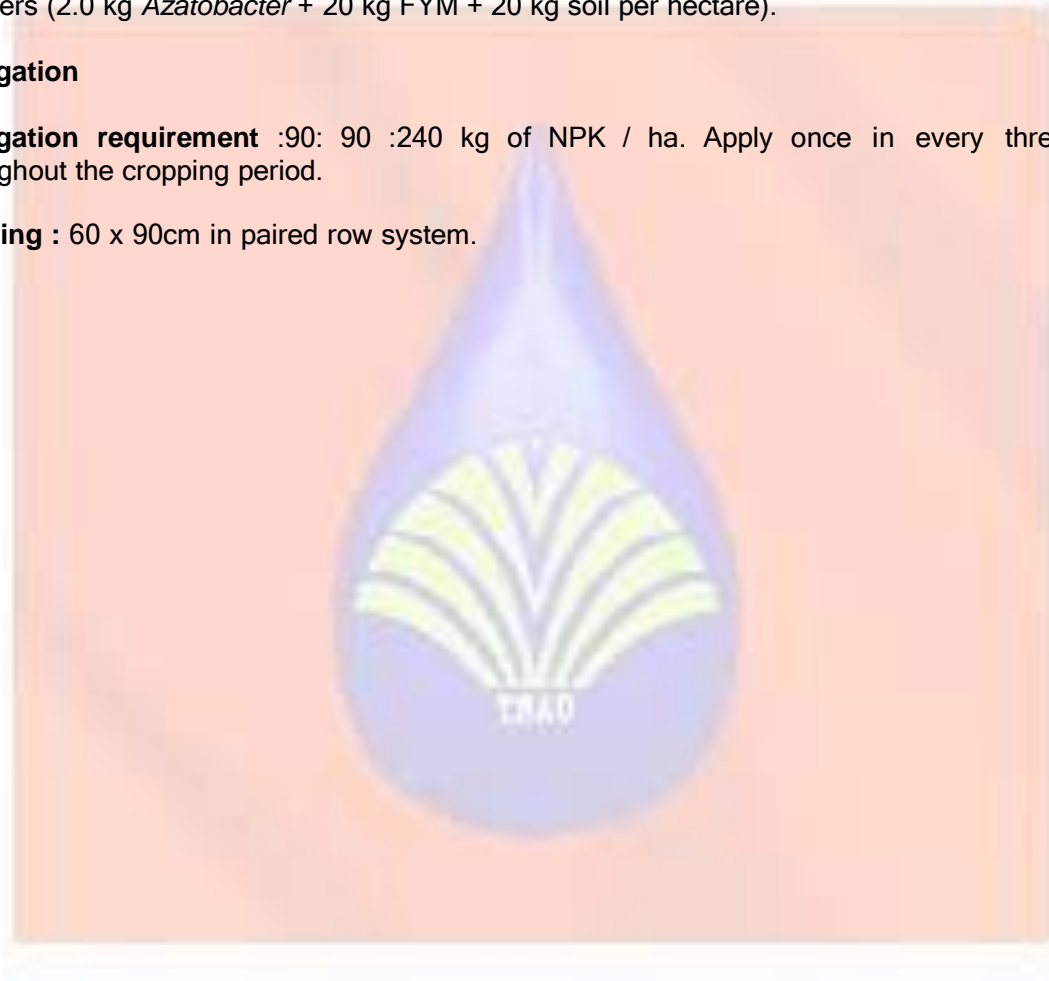 ers (2.0 kg Azatobacter + 20 kg FYM + 20 kg soil per hectare).
gation
gation requirement :90: 90 :240 kg of NPK / ha. Apply once in every thre
ghout the cropping period.
ing : 60 x 90cm in paired row system.
TNAU